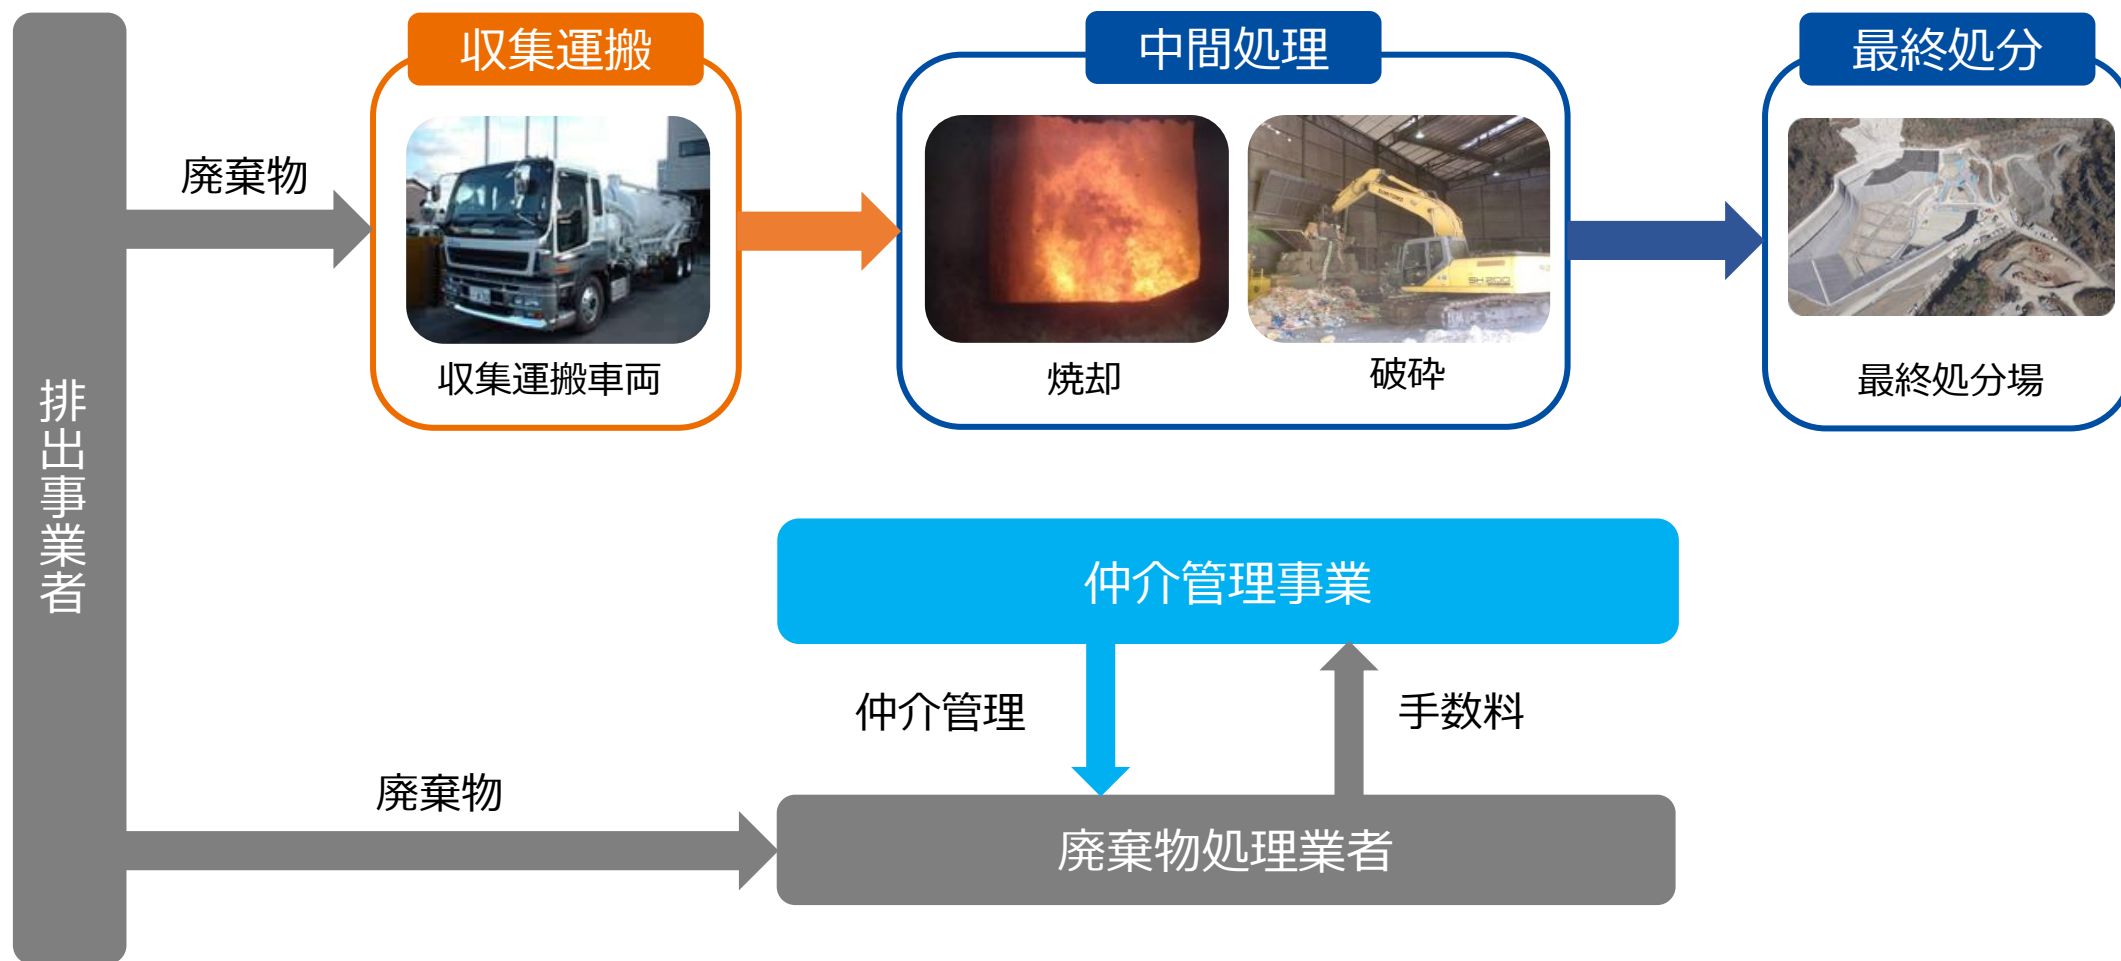 収集運搬
中間処理
最終処分
廃棄物
収集運搬車両
焼却
破砕
最終処分場
排出事業者
仲介管理事業
仲介管理
手数料
廃棄物
廃棄物処理業者